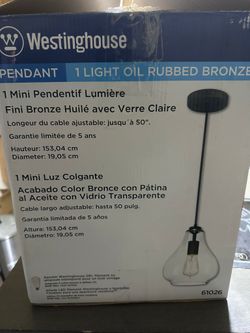 Westinghouse
PENDANT 1 LIGHT OIL RUBBED BRONZE
1 Mini Pendentif Lumière
Fini Bronze Huilé avec Verre Claire
Longeur du cable ajustable: jusqu`à 50".
Garantie limitée de 5 ans
Hauteur: 153,04 cm
Diameter: 19,05 cm
1 Mini Luz Colgante
Acabado Color Bronce con Pátina
al Aceite con Vidrio Transparente
Cable largo adjustable: hasta 50 pulg.
Garantía limitada de 5 años
Altura: 153,04 cm
Diámetro: 19,05 cm
61026